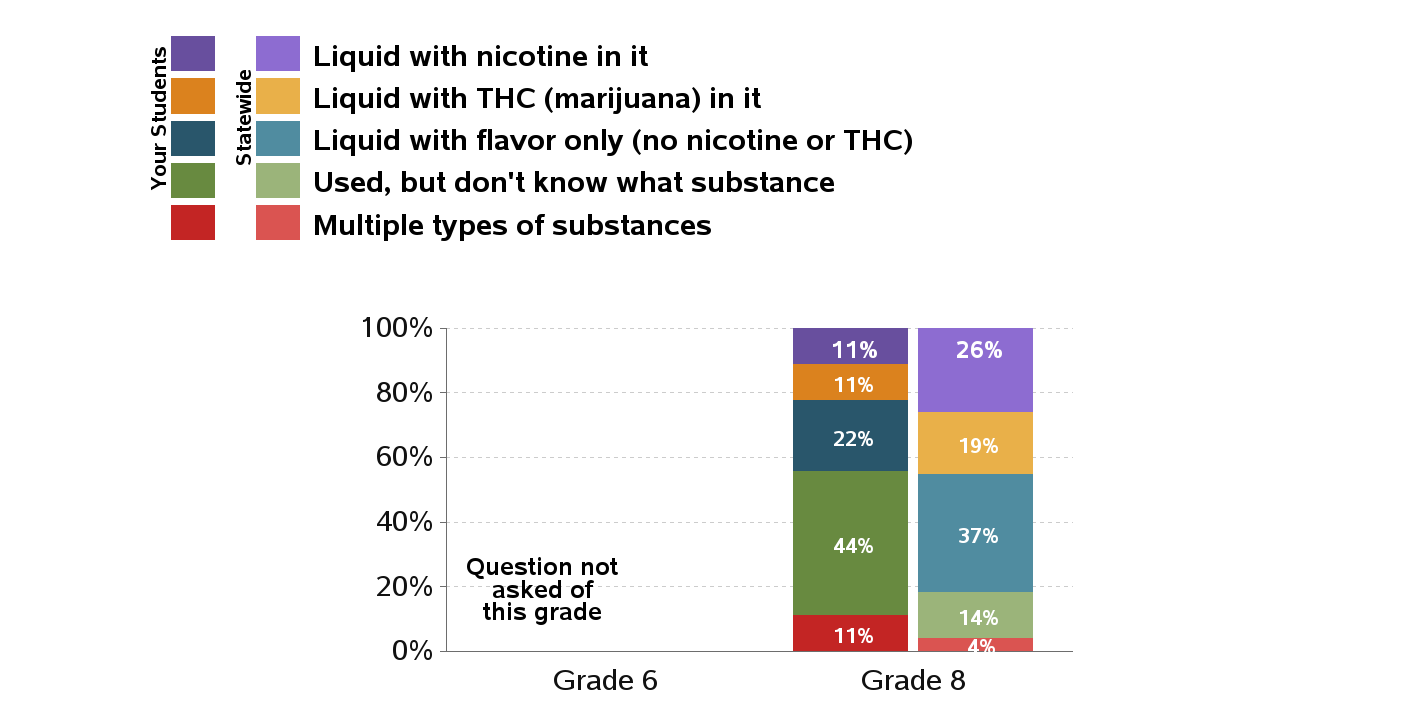 Your Students
Statewide
Liquid with nicotine in it
Liquid with THC (marijuana) in it
Liquid with flavor only (no nicotine or THC)
Used, but don't know what substance
Multiple types of substances
100%
80%
60%
40%
20%
0%
Question not
asked of
this grade
11%
11%
22%
44%
11%
26%
19%
37%
14%
4%
Grade 6
Grade 8